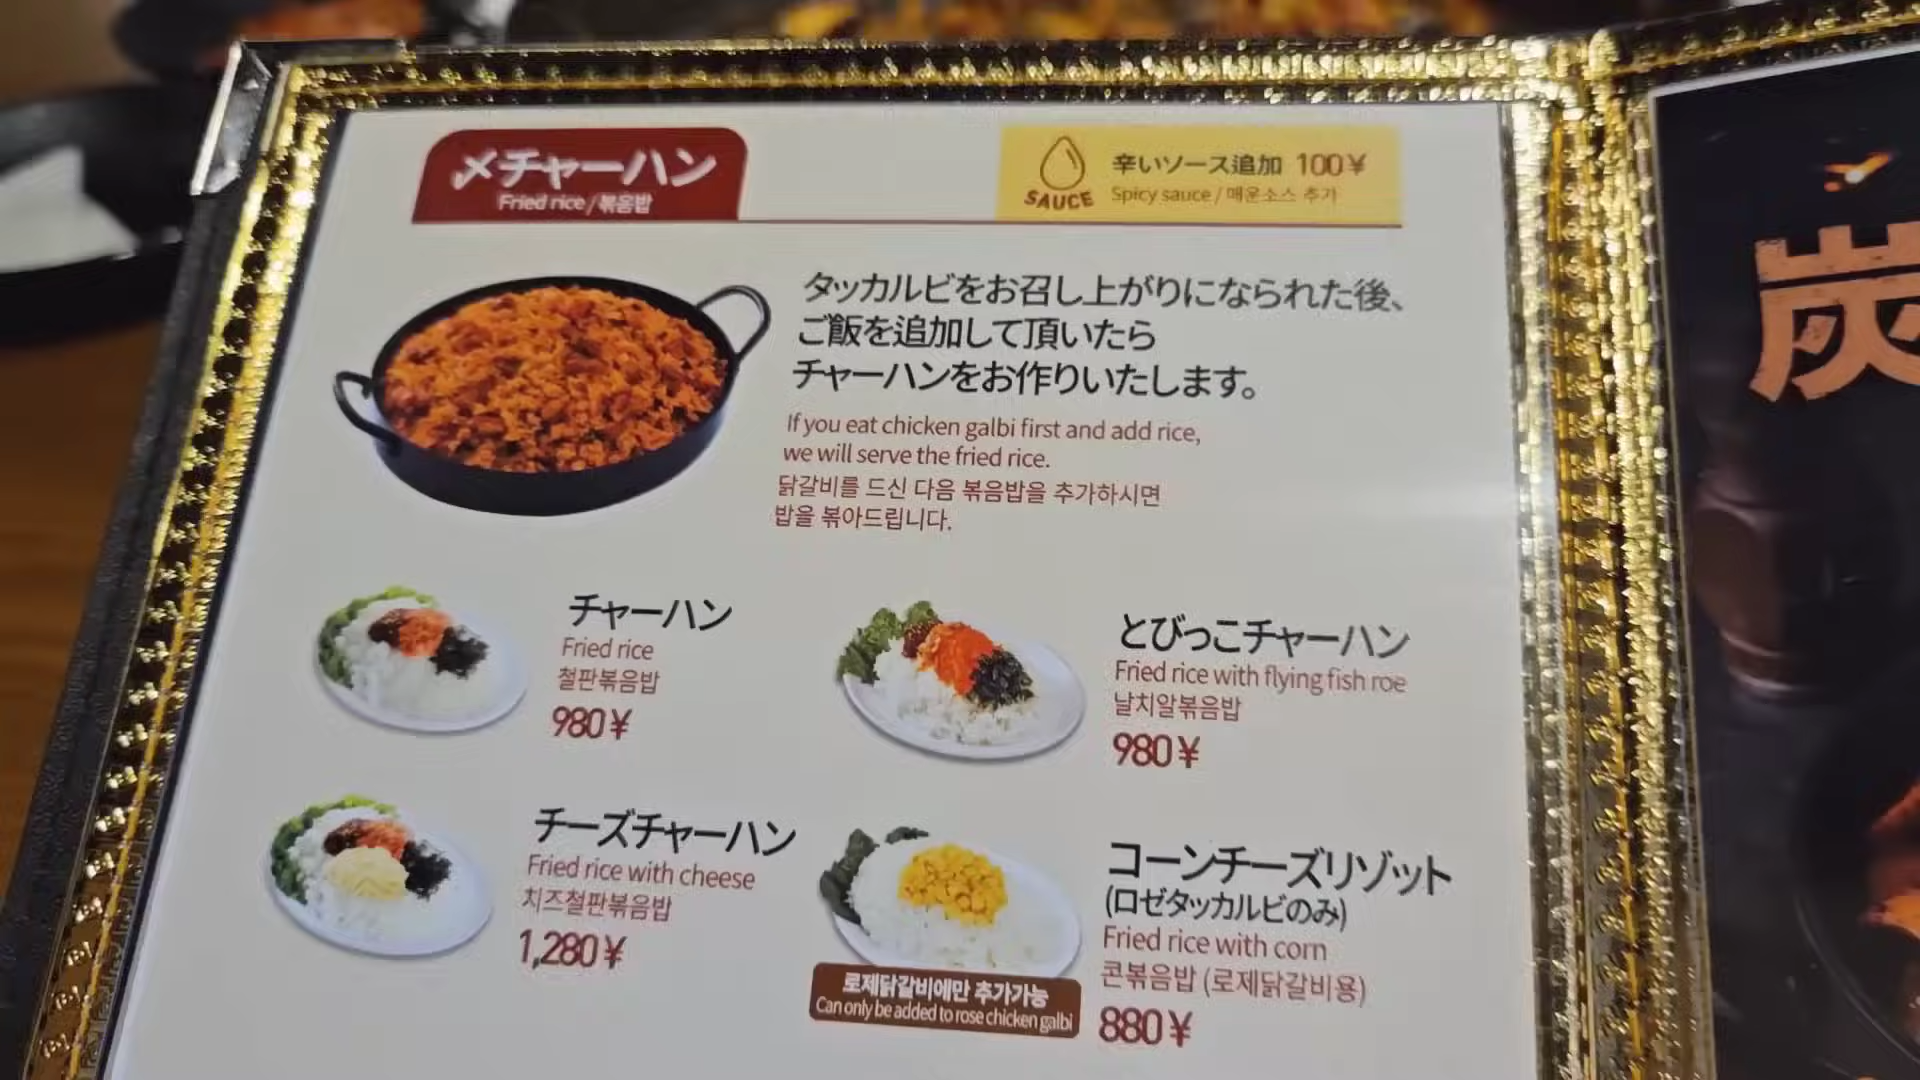 〆チャーハン
Fried rice / 볶음밥
SAUCE
辛いソース追加 100¥
Spicy sauce / 매운소스 추가
タッカルビをお召し上がりになられた後、
ご飯を追加して頂いたら
チャーハンをお作りいたします。
If you eat chicken galbi first and add rice,
we will serve the fried rice.
닭갈비를 드신 다음 볶음밥을 추가하시면
밥을 볶아드립니다.
チャーハン
Fried rice
철판볶음밥
980¥
とびっこチャーハン
Fried rice with flying fish roe
날치알볶음밥
980¥
チーズチャーハン
Fried rice with cheese
치즈철판볶음밥
1,280¥
コーンチーズリゾット
(ロゼタッカルビのみ)
Fried rice with corn
콘볶음밥 (로제닭갈비용)
880¥
로제닭갈비에만 추가가능
Can only be added to rose chicken galbi
炭